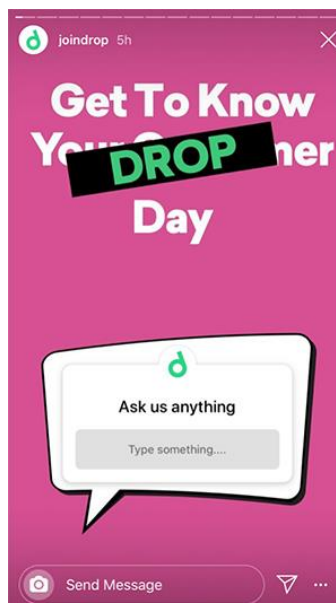 joindrop 5h
Get To Know
DROP
Day
Ask us anything
Type something....
Send Message